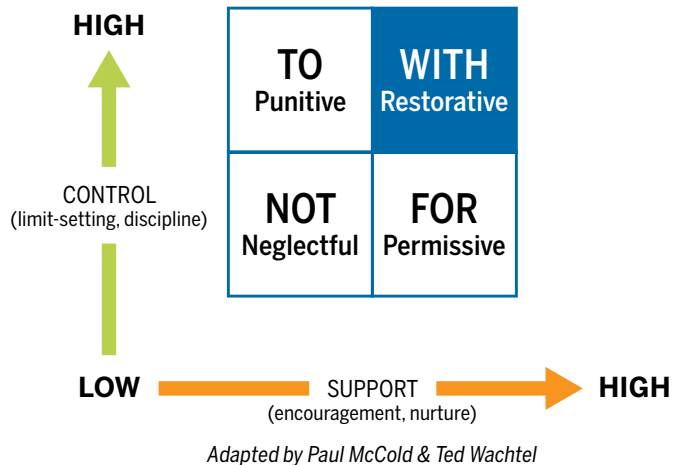 HIGH
TO
Punitive
WITH
Restorative
CONTROL
(limit-setting, discipline)
NOT
Neglectful
FOR
Permissive
LOW
SUPPORT
(encouragement, nurture)
HIGH
Adapted by Paul McCold & Ted Wachtel